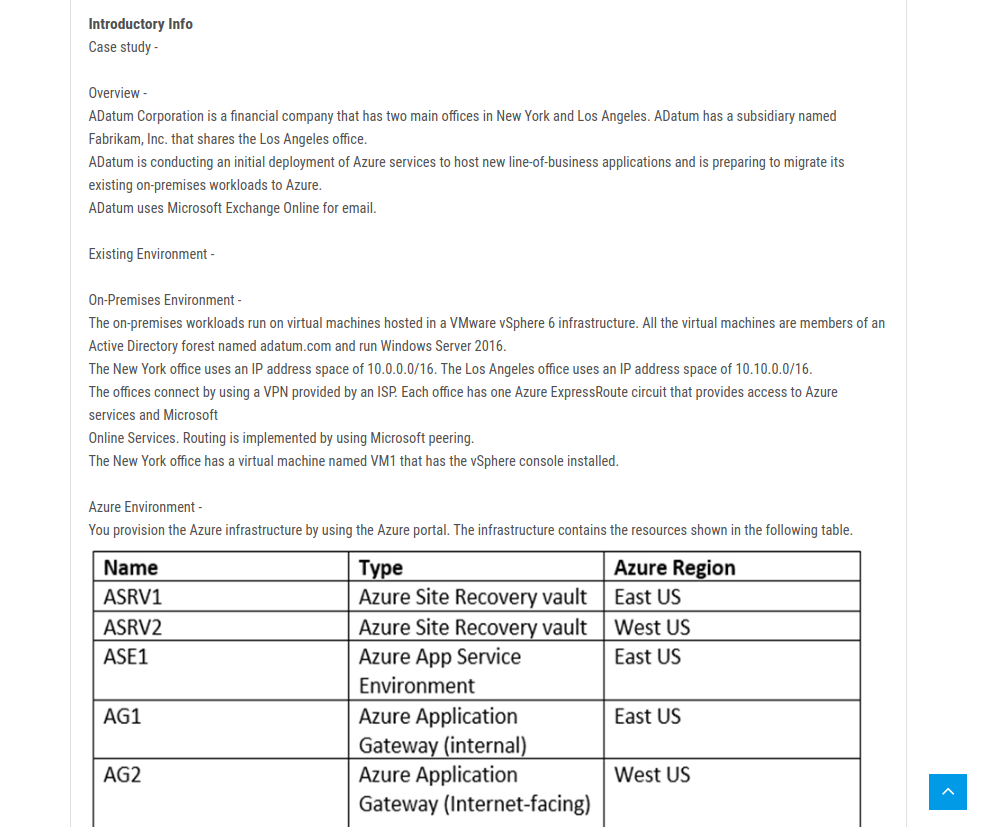 Introductory Info
Case study -
Overview -
ADatum Corporation is a financial company that has two main offices in New York and Los Angeles. ADatum has a subsidiary named
Fabrikam, Inc. that shares the Los Angeles office.
ADatum is conducting an initial deployment of Azure services to host new line-of-business applications and is preparing to migrate its
existing on-premises workloads to Azure.
ADatum uses Microsoft Exchange Online for email.
Existing Environment -
On-Premises Environment -
The on-premises workloads run on virtual machines hosted in a VMware vSphere 6 infrastructure. All the virtual machines are members of an
Active Directory forest named adatum.com and run Windows Server 2016.
The New York office uses an IP address space of 10.0.0.0/16. The Los Angeles office uses an IP address space of 10.10.0.0/16.
The offices connect by using a VPN provided by an ISP. Each office has one Azure ExpressRoute circuit that provides access to Azure
services and Microsoft
Online Services. Routing is implemented by using Microsoft peering.
The New York office has a virtual machine named VM1 that has the vSphere console installed.
Azure Environment -
You provision the Azure infrastructure by using the Azure portal. The infrastructure contains the resources shown in the following table.
Name Type Azure Region
ASRV1 Azure Site Recovery vault East US
ASRV2 Azure Site Recovery vault West US
ASE1 Azure App Service East US
Environment
AG1 Azure Application East US
Gateway (internal)
AG2 Azure Application West US
Gateway (Internet-facing)